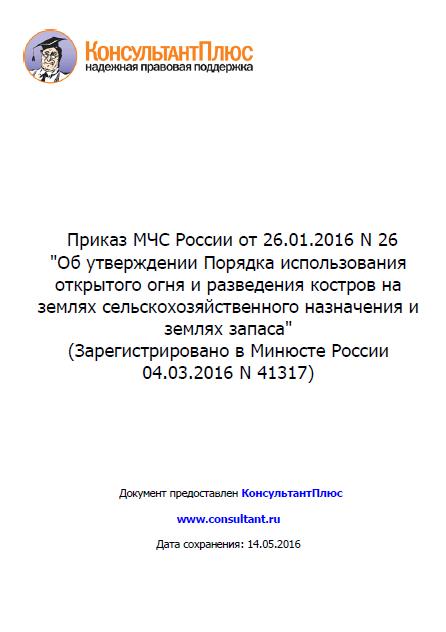 КонсультантПлюс
надежная правовая поддержка
Приказ МЧС России от 26.01.2016 N 26
"Об утверждении Порядка использования
открытого огня и разведения костров на
землях сельскохозяйственного назначения и
землях запаса"
(Зарегистрировано в Минюсте России
04.03.2016 N 41317)
Документ предоставлен КонсультантПлюс
www.consultant.ru
Дата сохранения: 14.05.2016